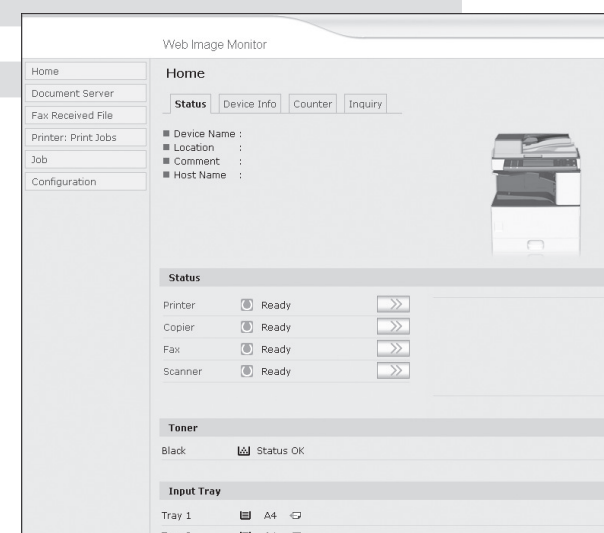 Web Image Monitor
Home
Document Server
Fax Received File
Printer: Print Jobs
Job
Configuration
Home
Status Device Info Counter Inquiry
Device Name :
Location :
Comment :
Host Name :
Status
Printer Ready
Copier Ready
Fax Ready
Scanner Ready
Toner
Black Status OK
Input Tray
Tray 1 A4